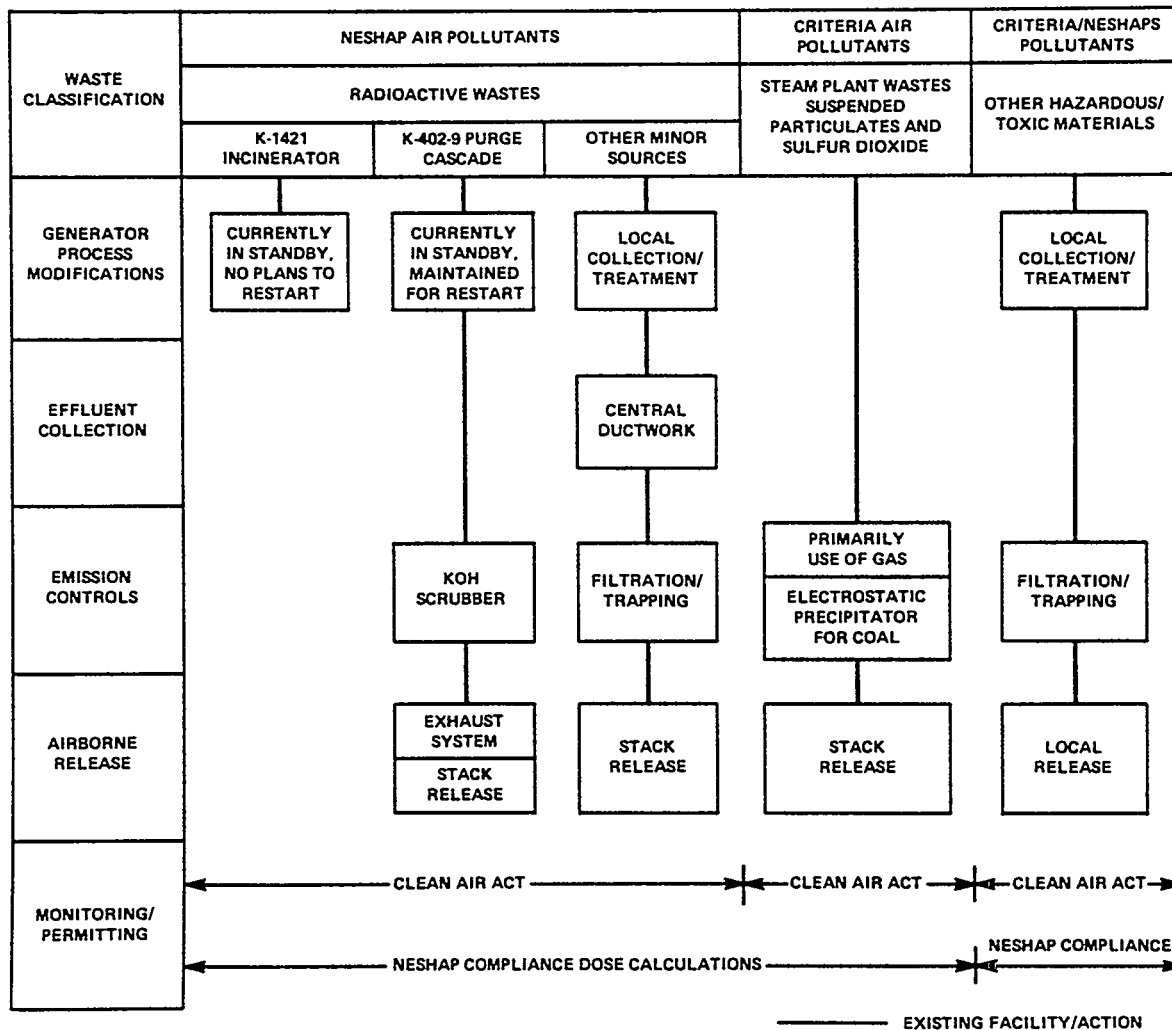 WASTE
CLASSIFICATION
NESHAP AIR POLLUTANTS
CRITERIA AIR
POLLUTANTS
CRITERIA/NESHAPS
POLLUTANTS
RADIOACTIVE WASTES
STEAM PLANT WASTES
SUSPENDED
PARTICULATES AND
SULFUR DIOXIDE
OTHER HAZARDOUS/
TOXIC MATERIALS
K-1421
INCINERATOR
K-402-9 PURGE
CASCADE
OTHER MINOR
SOURCES
GENERATOR
PROCESS
MODIFICATIONS
CURRENTLY
IN STANDBY,
NO PLANS TO
RESTART
CURRENTLY
IN STANDBY,
MAINTAINED
FOR RESTART
LOCAL
COLLECTION/
TREATMENT
LOCAL
COLLECTION/
TREATMENT
EFFLUENT
COLLECTION
CENTRAL
DUCTWORK
EMISSION
CONTROLS
KOH
SCRUBBER
FILTRATION/
TRAPPING
PRIMARILY
USE OF GAS
ELECTROSTATIC
PRECIPITATOR
FOR COAL
FILTRATION/
TRAPPING
AIRBORNE
RELEASE
EXHAUST
SYSTEM
STACK
RELEASE
STACK
RELEASE
STACK
RELEASE
LOCAL
RELEASE
MONITORING/
PERMITTING
CLEAN AIR ACT
CLEAN AIR ACT
CLEAN AIR ACT
NESHAP COMPLIANCE DOSE CALCULATIONS
NESHAP COMPLIANCE
EXISTING FACILITY/ACTION